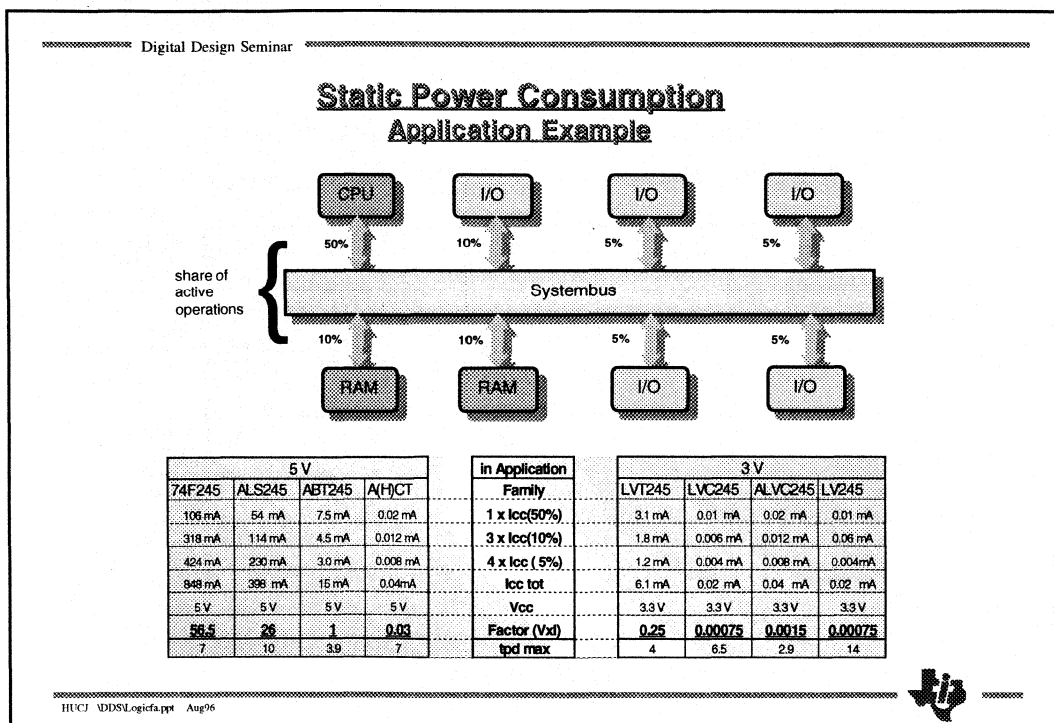 Digital Design Seminar
Static Power Consumption
Application Example
CPU I/O I/O I/O
50% 10% 5% 5%
share of
active
operations
Systembus
10% 10% 5% 5%
RAM RAM I/O I/O
5 V in Application 3 V
74F245 ALS245 ABT245 A(H)CT Family LVT245 LVC245 ALVC245 LV245
106 mA 54 mA 7.5 mA 0.02 mA 1 x Icc(50%) 3.1 mA 0.01 mA 0.02 mA 0.01 mA
318 mA 114 mA 4.5 mA 0.012 mA 3 x Icc(10%) 1.8 mA 0.006 mA 0.012 mA 0.06 mA
424 mA 230 mA 3.0 mA 0.008 mA 4 x Icc ( 5%) 1.2 mA 0.004 mA 0.008 mA 0.004mA
848 mA 398 mA 15 mA 0.04mA Icc tot 6.1 mA 0.02 mA 0.04 mA 0.02 mA
5 V 5 V 5 V 5 V Vcc 3.3 V 3.3 V 3.3 V 3.3 V
56.5 26 1 0.03 Factor (VxI) 0.25 0.00075 0.0015 0.00075
7 10 3.9 7 tpd max 4 6.5 2.9 14
HUCJ \DDS\Logicfa.ppt Aug96